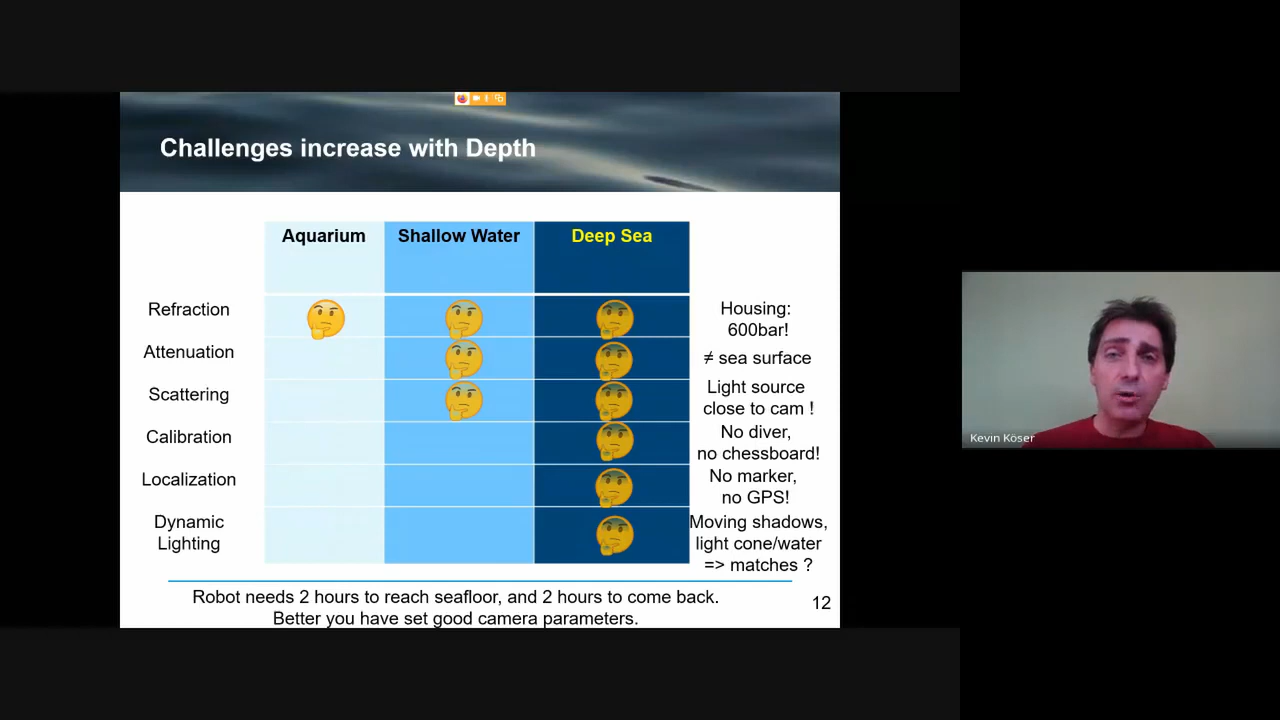 Challenges increase with Depth
Aquarium
Shallow Water
Deep Sea
Refraction
Housing:
600bar!
Attenuation
≠ sea surface
Scattering
Light source
close to cam !
Calibration
No diver,
no chessboard!
Localization
No marker,
no GPS!
Dynamic
Lighting
Moving shadows,
light cone/water
=> matches ?
Robot needs 2 hours to reach seafloor, and 2 hours to come back.
Better you have set good camera parameters.
12
Kevin Köser